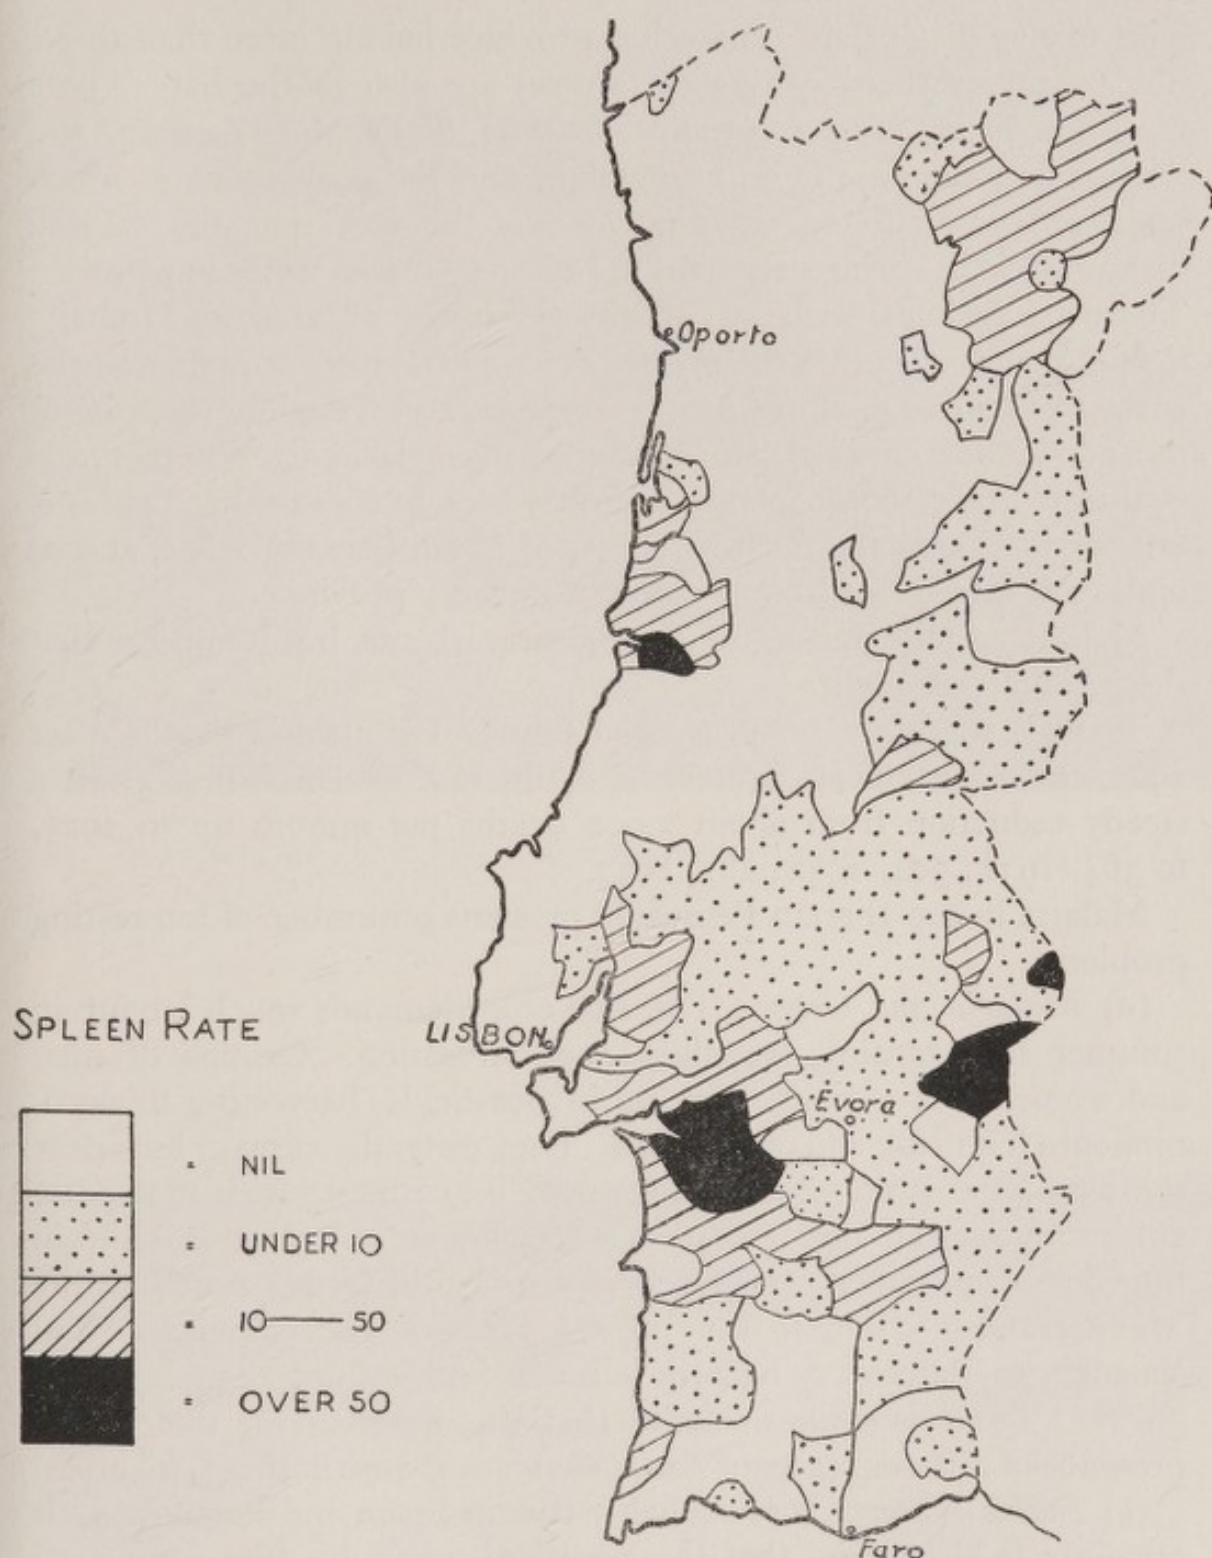 Oporto
SPLEEN RATE
LISBON
Evora
= NIL
= UNDER 10
= 10—50
= OVER 50
Faro